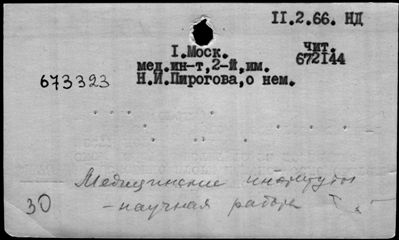 II.2.66. НД
I.Моск.
чит.
мед.ин-т,2-й,им.
672144
673323
Н.И.Пирогова,о нем.
Медицинские институты
30
-научная работа